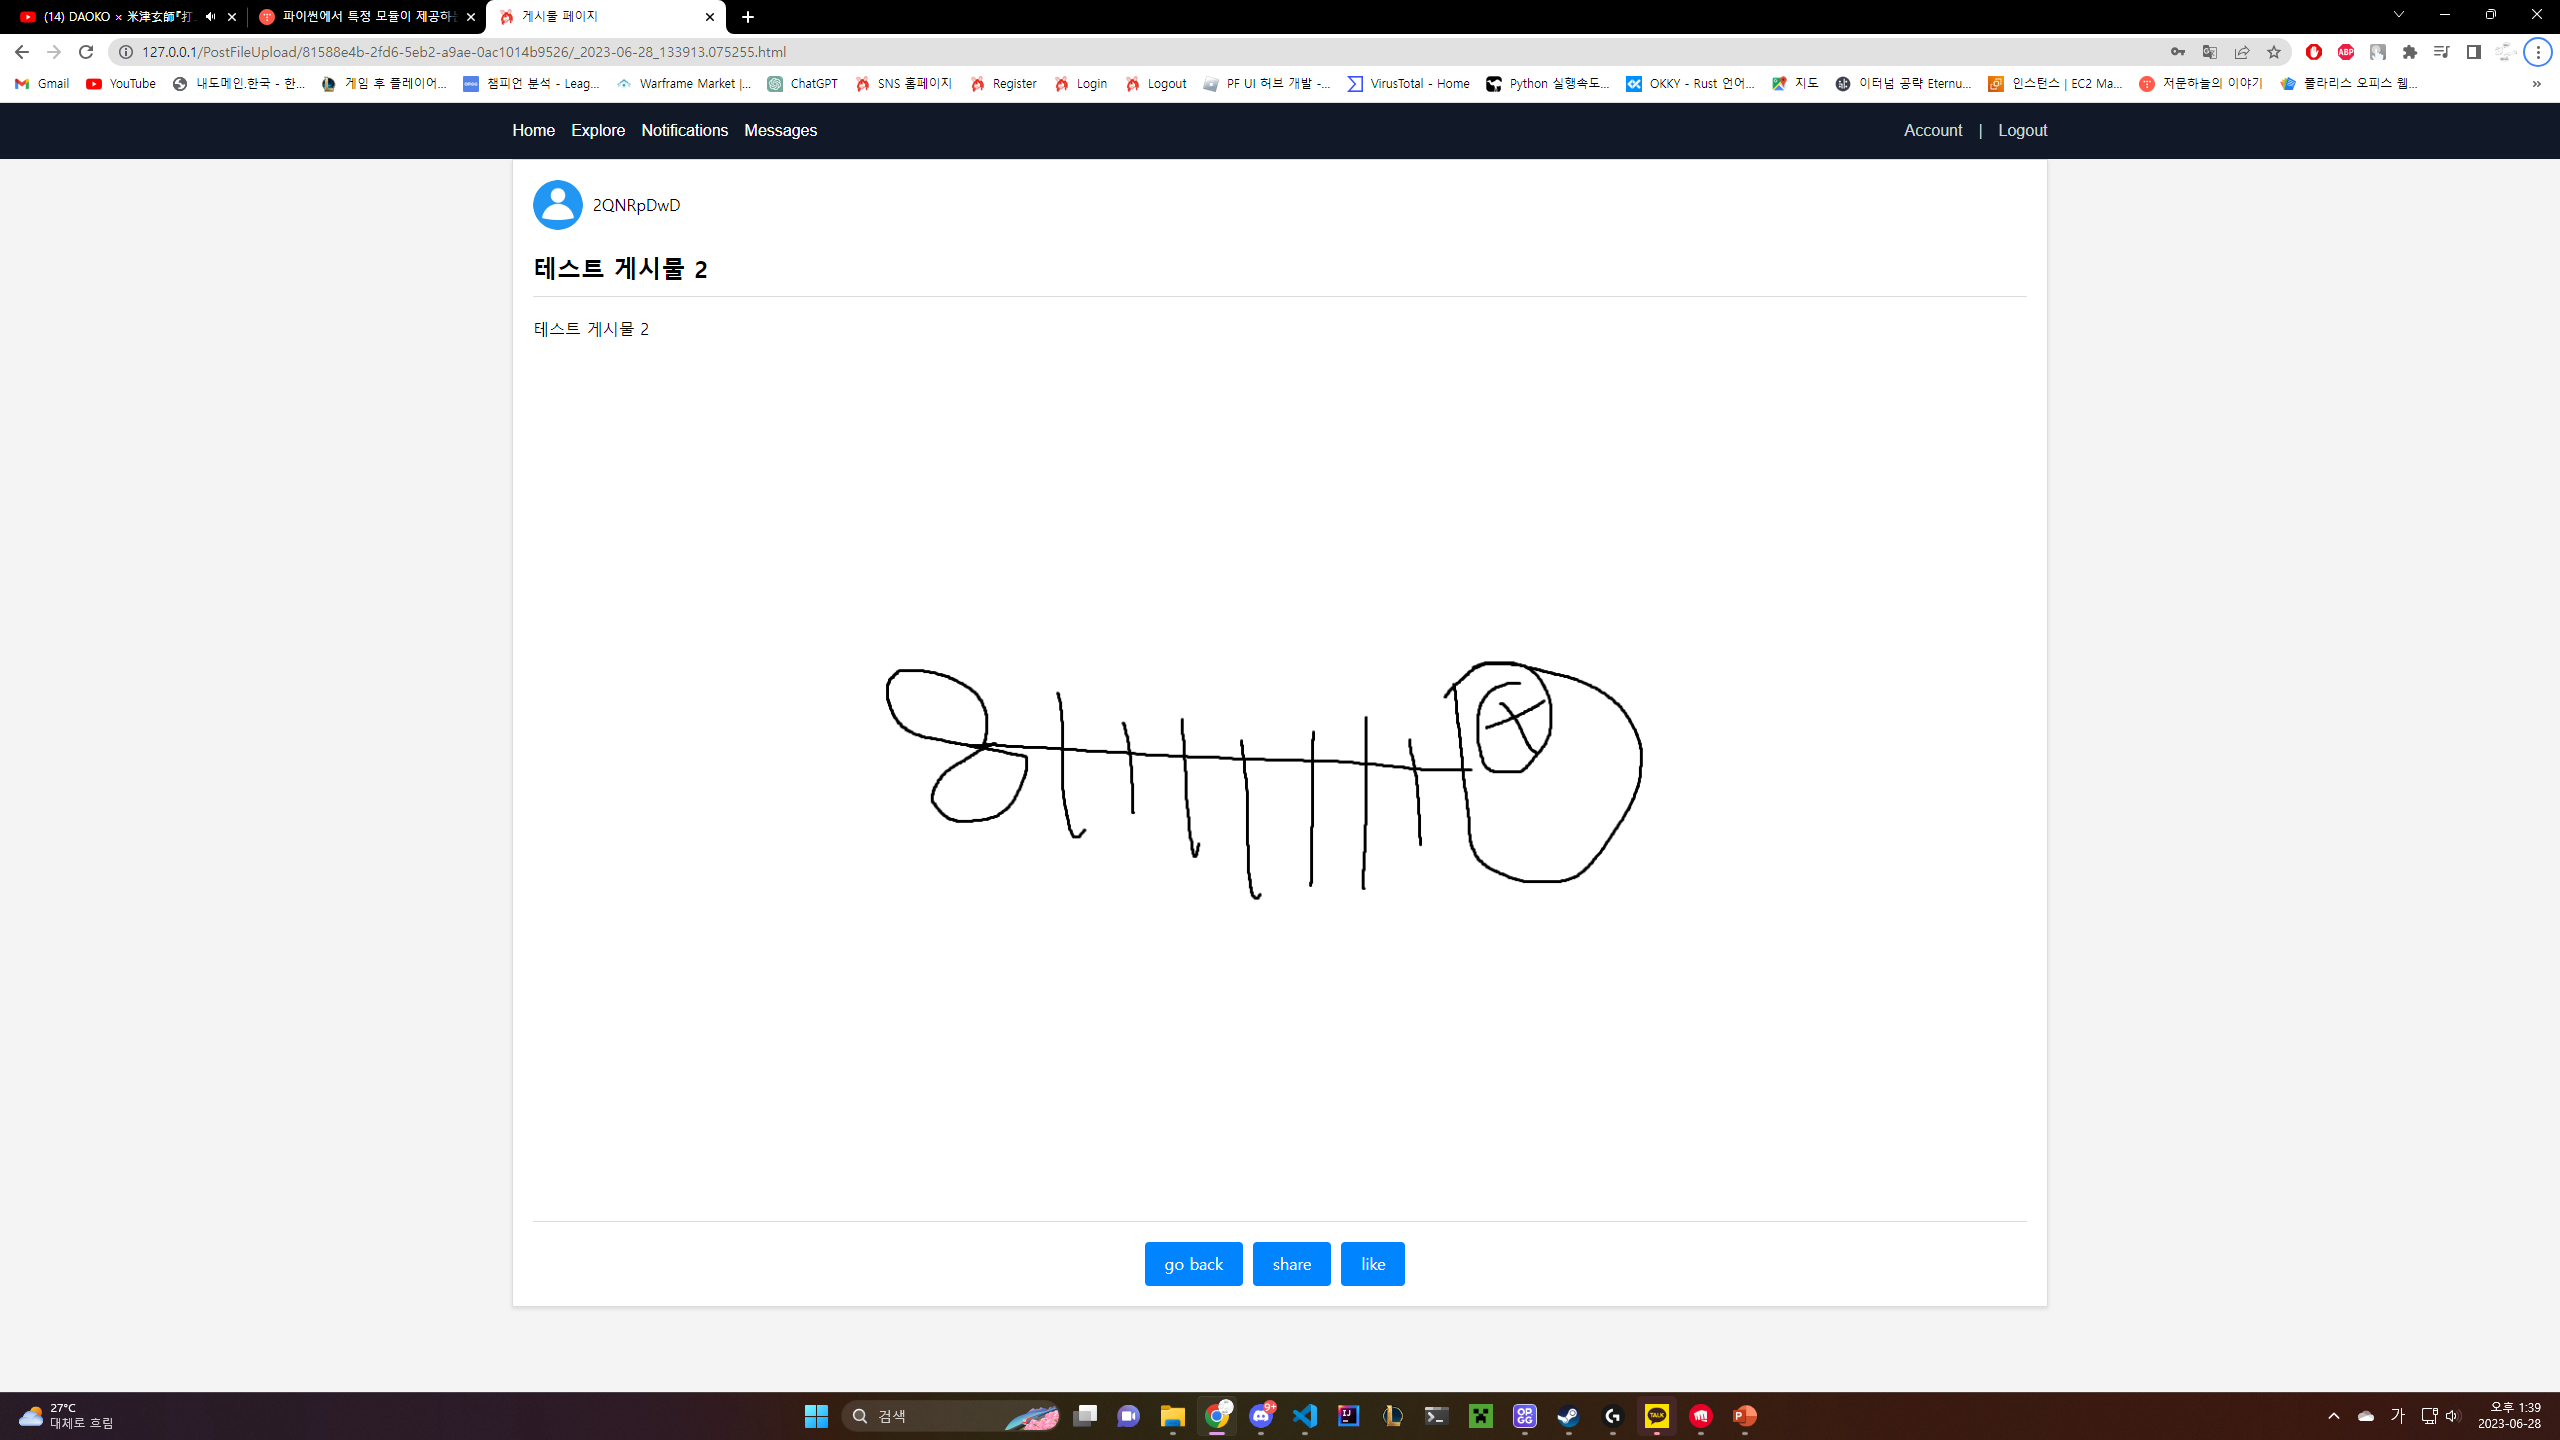 (14) DAOKO × 米津玄師『打
파이썬에서 특정 모듈이 제공하는
게시물 페이지
127.0.0.1/PostFileUpload/81588e4b-2fd6-5eb2-a9ae-0ac1014b9526/_2023-06-28_133913.075255.html
Gmail
YouTube
내도메인.한국 - 한...
게임 후 플레이어...
챔피언 분석 - Leag...
Warframe Market |...
ChatGPT
SNS 홈페이지
Register
Login
Logout
PF UI 허브 개발 -...
VirusTotal - Home
Python 실행속도...
OKKY - Rust 언어...
지도
이터넘 공략 Eternu...
인스턴스 | EC2 Ma...
저문하늘의 이야기
폴라리스 오피스 웹...
»
Home Explore Notifications Messages
Account | Logout
2QNRpDwD
테스트 게시물 2
테스트 게시물 2
go back
share
like
27°C
대체로 흐림
검색
9+
가
오후 1:39
2023-06-28